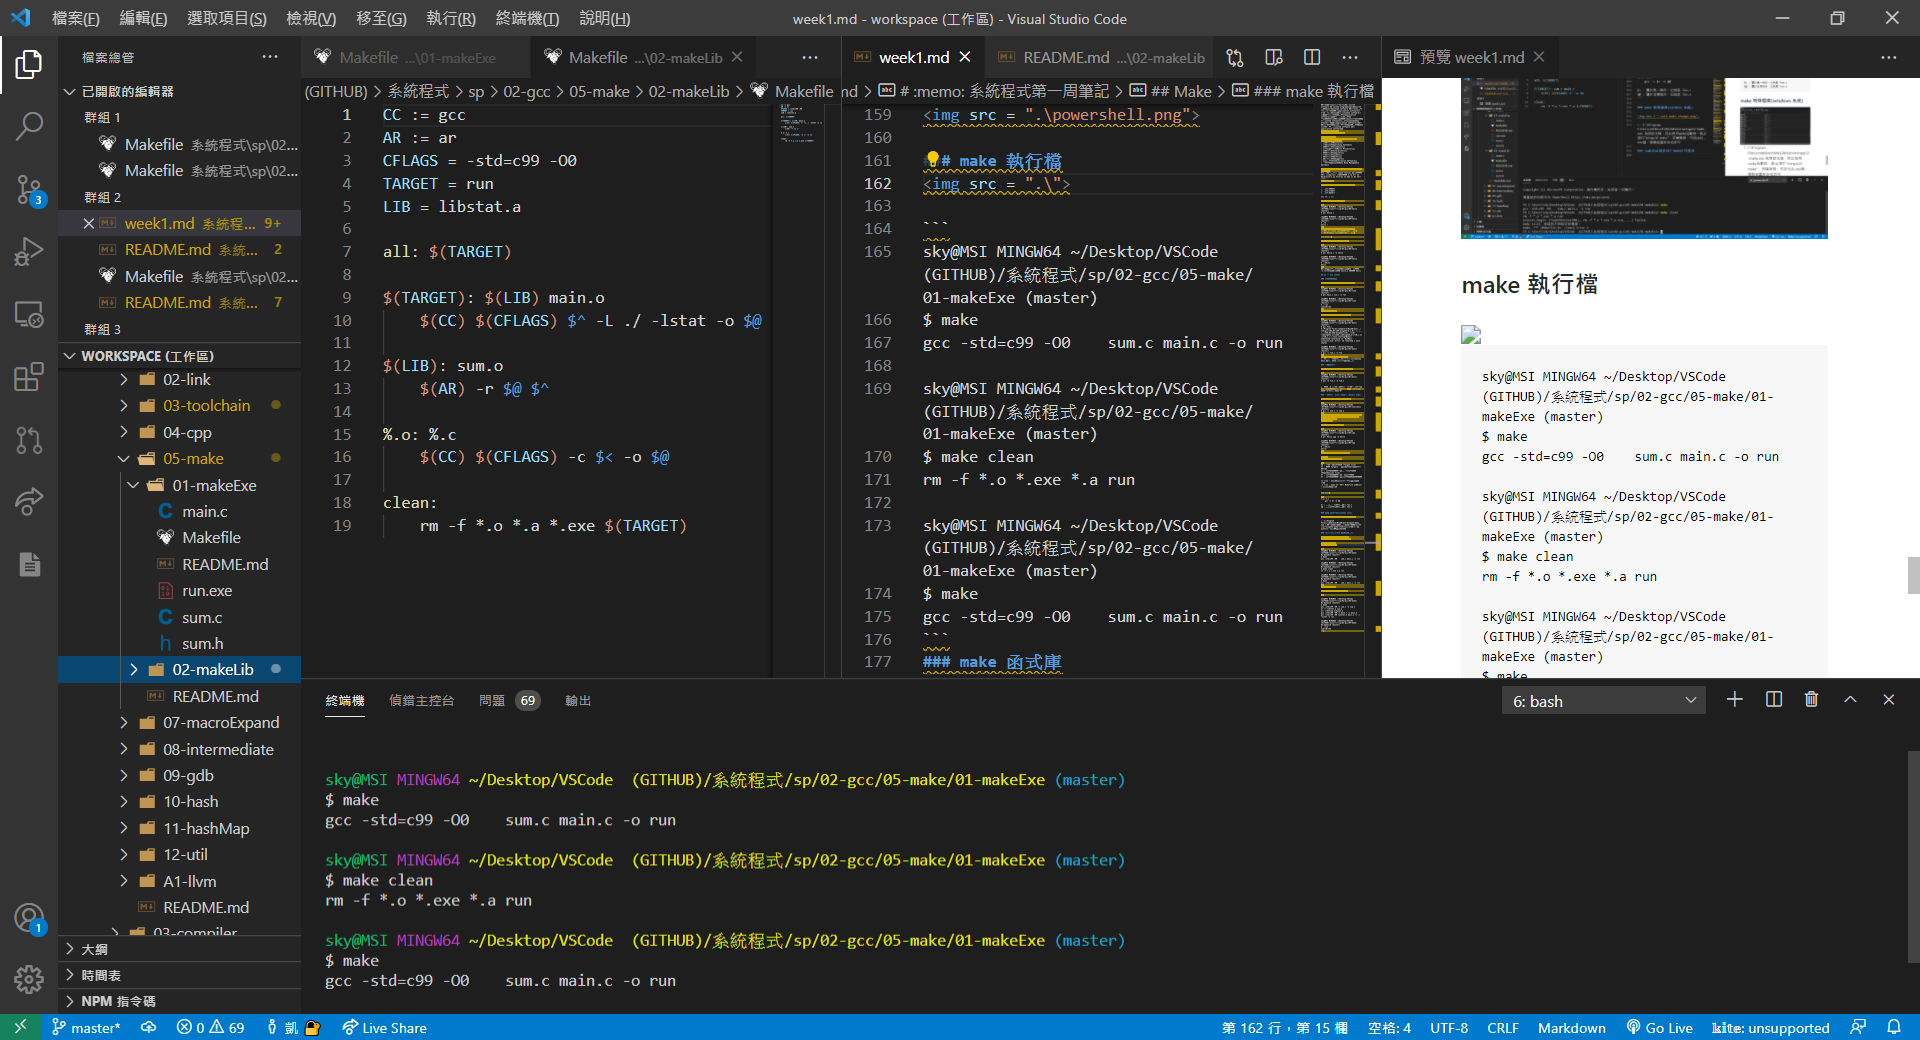 檔案(F) 編輯(E) 選取項目(S) 檢視(V) 移至(G) 執行(R) 終端機(T) 說明(H)
week1.md - workspace (工作區) - Visual Studio Code
檔案總管
已開啟的編輯器
群組 1
Makefile 系統程式\sp\02...
Makefile 系統程式\sp\02...
群組 2
week1.md 系統程... 9+
README.md 系統... 2
Makefile 系統程式\sp\02...
README.md 系統... 7
群組 3
WORKSPACE (工作區)
02-link
03-toolchain
04-cpp
05-make
01-makeExe
main.c
Makefile
README.md
run.exe
sum.c
sum.h
02-makeLib
README.md
07-macroExpand
08-intermediate
09-gdb
10-hash
11-hashMap
12-util
A1-llvm
README.md
03-compiler
大綱
時間表
NPM 指令碼
Makefile ...\01-makeExe
Makefile ...\02-makeLib
(GITHUB) > 系統程式 > sp > 02-gcc > 05-make > 02-makeLib > Makefile
1 CC := gcc
2 AR := ar
3 CFLAGS = -std=c99 -O0
4 TARGET = run
5 LIB = libstat.a
6
7 all: $(TARGET)
8
9 $(TARGET): $(LIB) main.o
10 $(CC) $(CFLAGS) $^ -L ./ -lstat -o $@
11
12 $(LIB): sum.o
13 $(AR) -r $@ $^
14
15 %.o: %.c
16 $(CC) $(CFLAGS) -c $< -o $@
17
18 clean:
19 rm -f *.o *.a *.exe $(TARGET)
week1.md
README.md ...\02-makeLib
nd > # :memo: 系統程式第一周筆記 > ## Make > ### make 執行檔
159 <img src = ".\powershell.png">
160
161 ### make 執行檔
162 <img src = ".\">
163
164 ```
165 sky@MSI MINGW64 ~/Desktop/VSCode
(GITHUB)/系統程式/sp/02-gcc/05-make/
01-makeExe (master)
166 $ make
167 gcc -std=c99 -O0    sum.c main.c -o run
168
169 sky@MSI MINGW64 ~/Desktop/VSCode
(GITHUB)/系統程式/sp/02-gcc/05-make/
01-makeExe (master)
170 $ make clean
171 rm -f *.o *.exe *.a run
172
173 sky@MSI MINGW64 ~/Desktop/VSCode
(GITHUB)/系統程式/sp/02-gcc/05-make/
01-makeExe (master)
174 $ make
175 gcc -std=c99 -O0    sum.c main.c -o run
176 ```
177 ### make 函式庫
預覽 week1.md
make 執行檔
sky@MSI MINGW64 ~/Desktop/VSCode
(GITHUB)/系統程式/sp/02-gcc/05-make/01-
makeExe (master)
$ make
gcc -std=c99 -O0    sum.c main.c -o run
sky@MSI MINGW64 ~/Desktop/VSCode
(GITHUB)/系統程式/sp/02-gcc/05-make/01-
makeExe (master)
$ make clean
rm -f *.o *.exe *.a run
sky@MSI MINGW64 ~/Desktop/VSCode
(GITHUB)/系統程式/sp/02-gcc/05-make/01-
makeExe (master)
$ make
終端機 偵錯主控台 問題 69 輸出
6: bash
sky@MSI MINGW64 ~/Desktop/VSCode  (GITHUB)/系統程式/sp/02-gcc/05-make/01-makeExe (master)
$ make
gcc -std=c99 -O0    sum.c main.c -o run
sky@MSI MINGW64 ~/Desktop/VSCode  (GITHUB)/系統程式/sp/02-gcc/05-make/01-makeExe (master)
$ make clean
rm -f *.o *.exe *.a run
sky@MSI MINGW64 ~/Desktop/VSCode  (GITHUB)/系統程式/sp/02-gcc/05-make/01-makeExe (master)
$ make
gcc -std=c99 -O0    sum.c main.c -o run
3
1
master* 0 69 凱 Live Share
第 162 行，第 15 欄 空格: 4 UTF-8 CRLF Markdown Go Live kite: unsupported